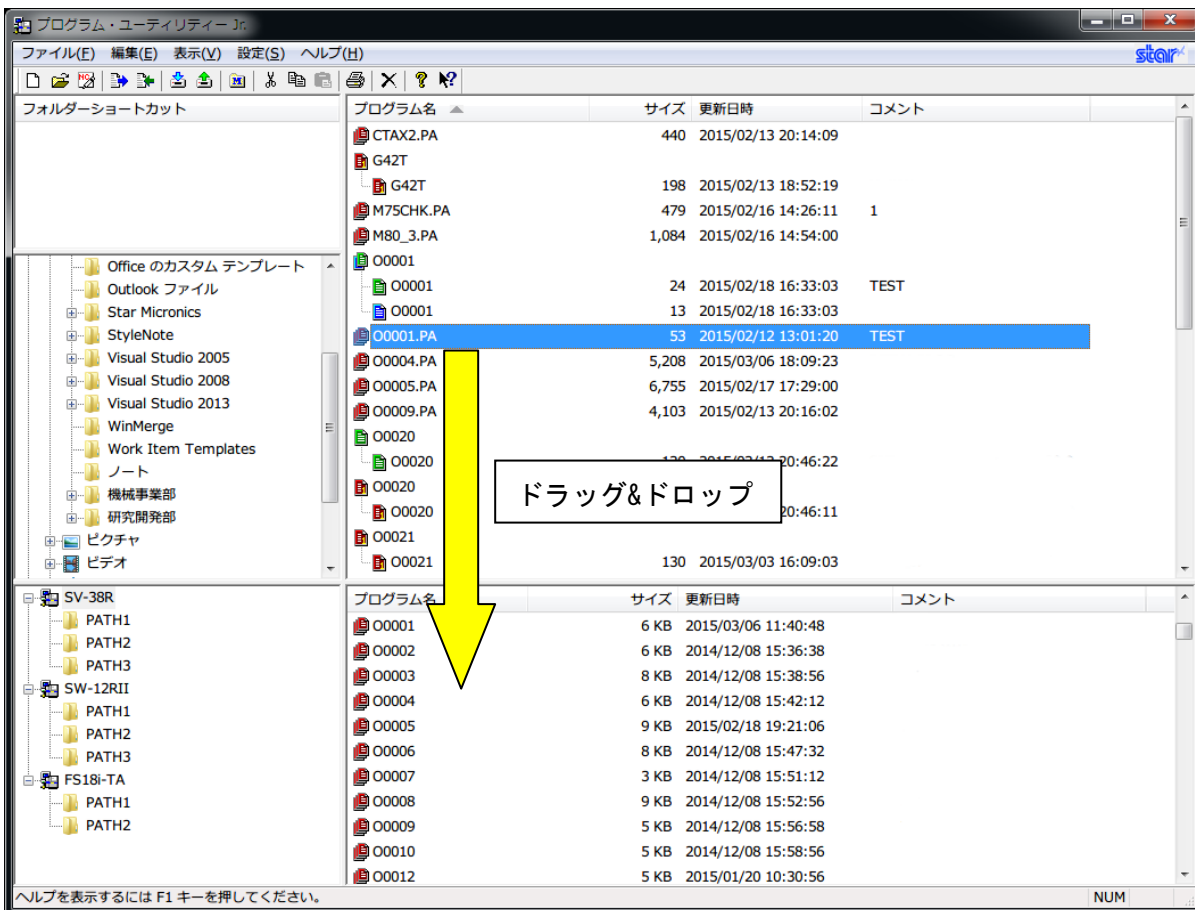 プログラム・ユーティリティー Jr.
ファイル(F) 編集(E) 表示(V) 設定(S) ヘルプ(H)
star
フォルダーショートカット
Office のカスタム テンプレート
Outlook ファイル
Star Micronics
StyleNote
Visual Studio 2005
Visual Studio 2008
Visual Studio 2013
WinMerge
Work Item Templates
ノート
機械事業部
研究開発部
ピクチャ
ビデオ
プログラム名 サイズ 更新日時 コメント
CTAX2.PA 440 2015/02/13 20:14:09
G42T
G42T 198 2015/02/13 18:52:19
M75CHK.PA 479 2015/02/16 14:26:11 1
M80_3.PA 1,084 2015/02/16 14:54:00
O0001
O0001 24 2015/02/18 16:33:03 TEST
O0001 13 2015/02/18 16:33:03
O0001.PA 53 2015/02/12 13:01:20 TEST
O0004.PA 5,208 2015/03/06 18:09:23
O0005.PA 6,755 2015/02/17 17:29:00
O0009.PA 4,103 2015/02/13 20:16:02
O0020
O0020 20:46:22
O0020
O0020 20:46:11
O0021
O0021 130 2015/03/03 16:09:03
ドラッグ&ドロップ
SV-38R
PATH1
PATH2
PATH3
SW-12RII
PATH1
PATH2
PATH3
FS18i-TA
PATH1
PATH2
プログラム名 サイズ 更新日時 コメント
O0001 6 KB 2015/03/06 11:40:48
O0002 6 KB 2014/12/08 15:36:38
O0003 8 KB 2014/12/08 15:38:56
O0004 6 KB 2014/12/08 15:42:12
O0005 9 KB 2015/02/18 19:21:06
O0006 8 KB 2014/12/08 15:47:32
O0007 3 KB 2014/12/08 15:51:12
O0008 9 KB 2014/12/08 15:52:56
O0009 5 KB 2014/12/08 15:56:58
O0010 5 KB 2014/12/08 15:58:56
O0012 5 KB 2015/01/20 10:30:56
ヘルプを表示するには F1 キーを押してください。
NUM